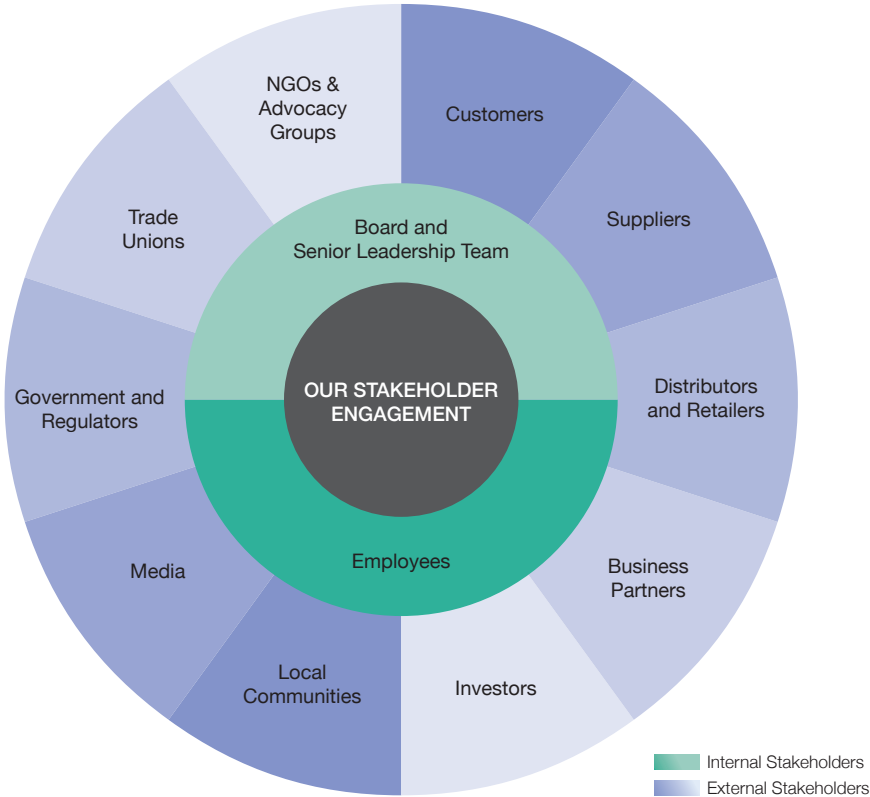 NGOs &
Advocacy
Groups
Customers
Trade
Unions
Suppliers
Board and
Senior Leadership Team
Government and
Regulators
OUR STAKEHOLDER
ENGAGEMENT
Distributors
and Retailers
Media
Employees
Business
Partners
Local
Communities
Investors
Internal Stakeholders
External Stakeholders